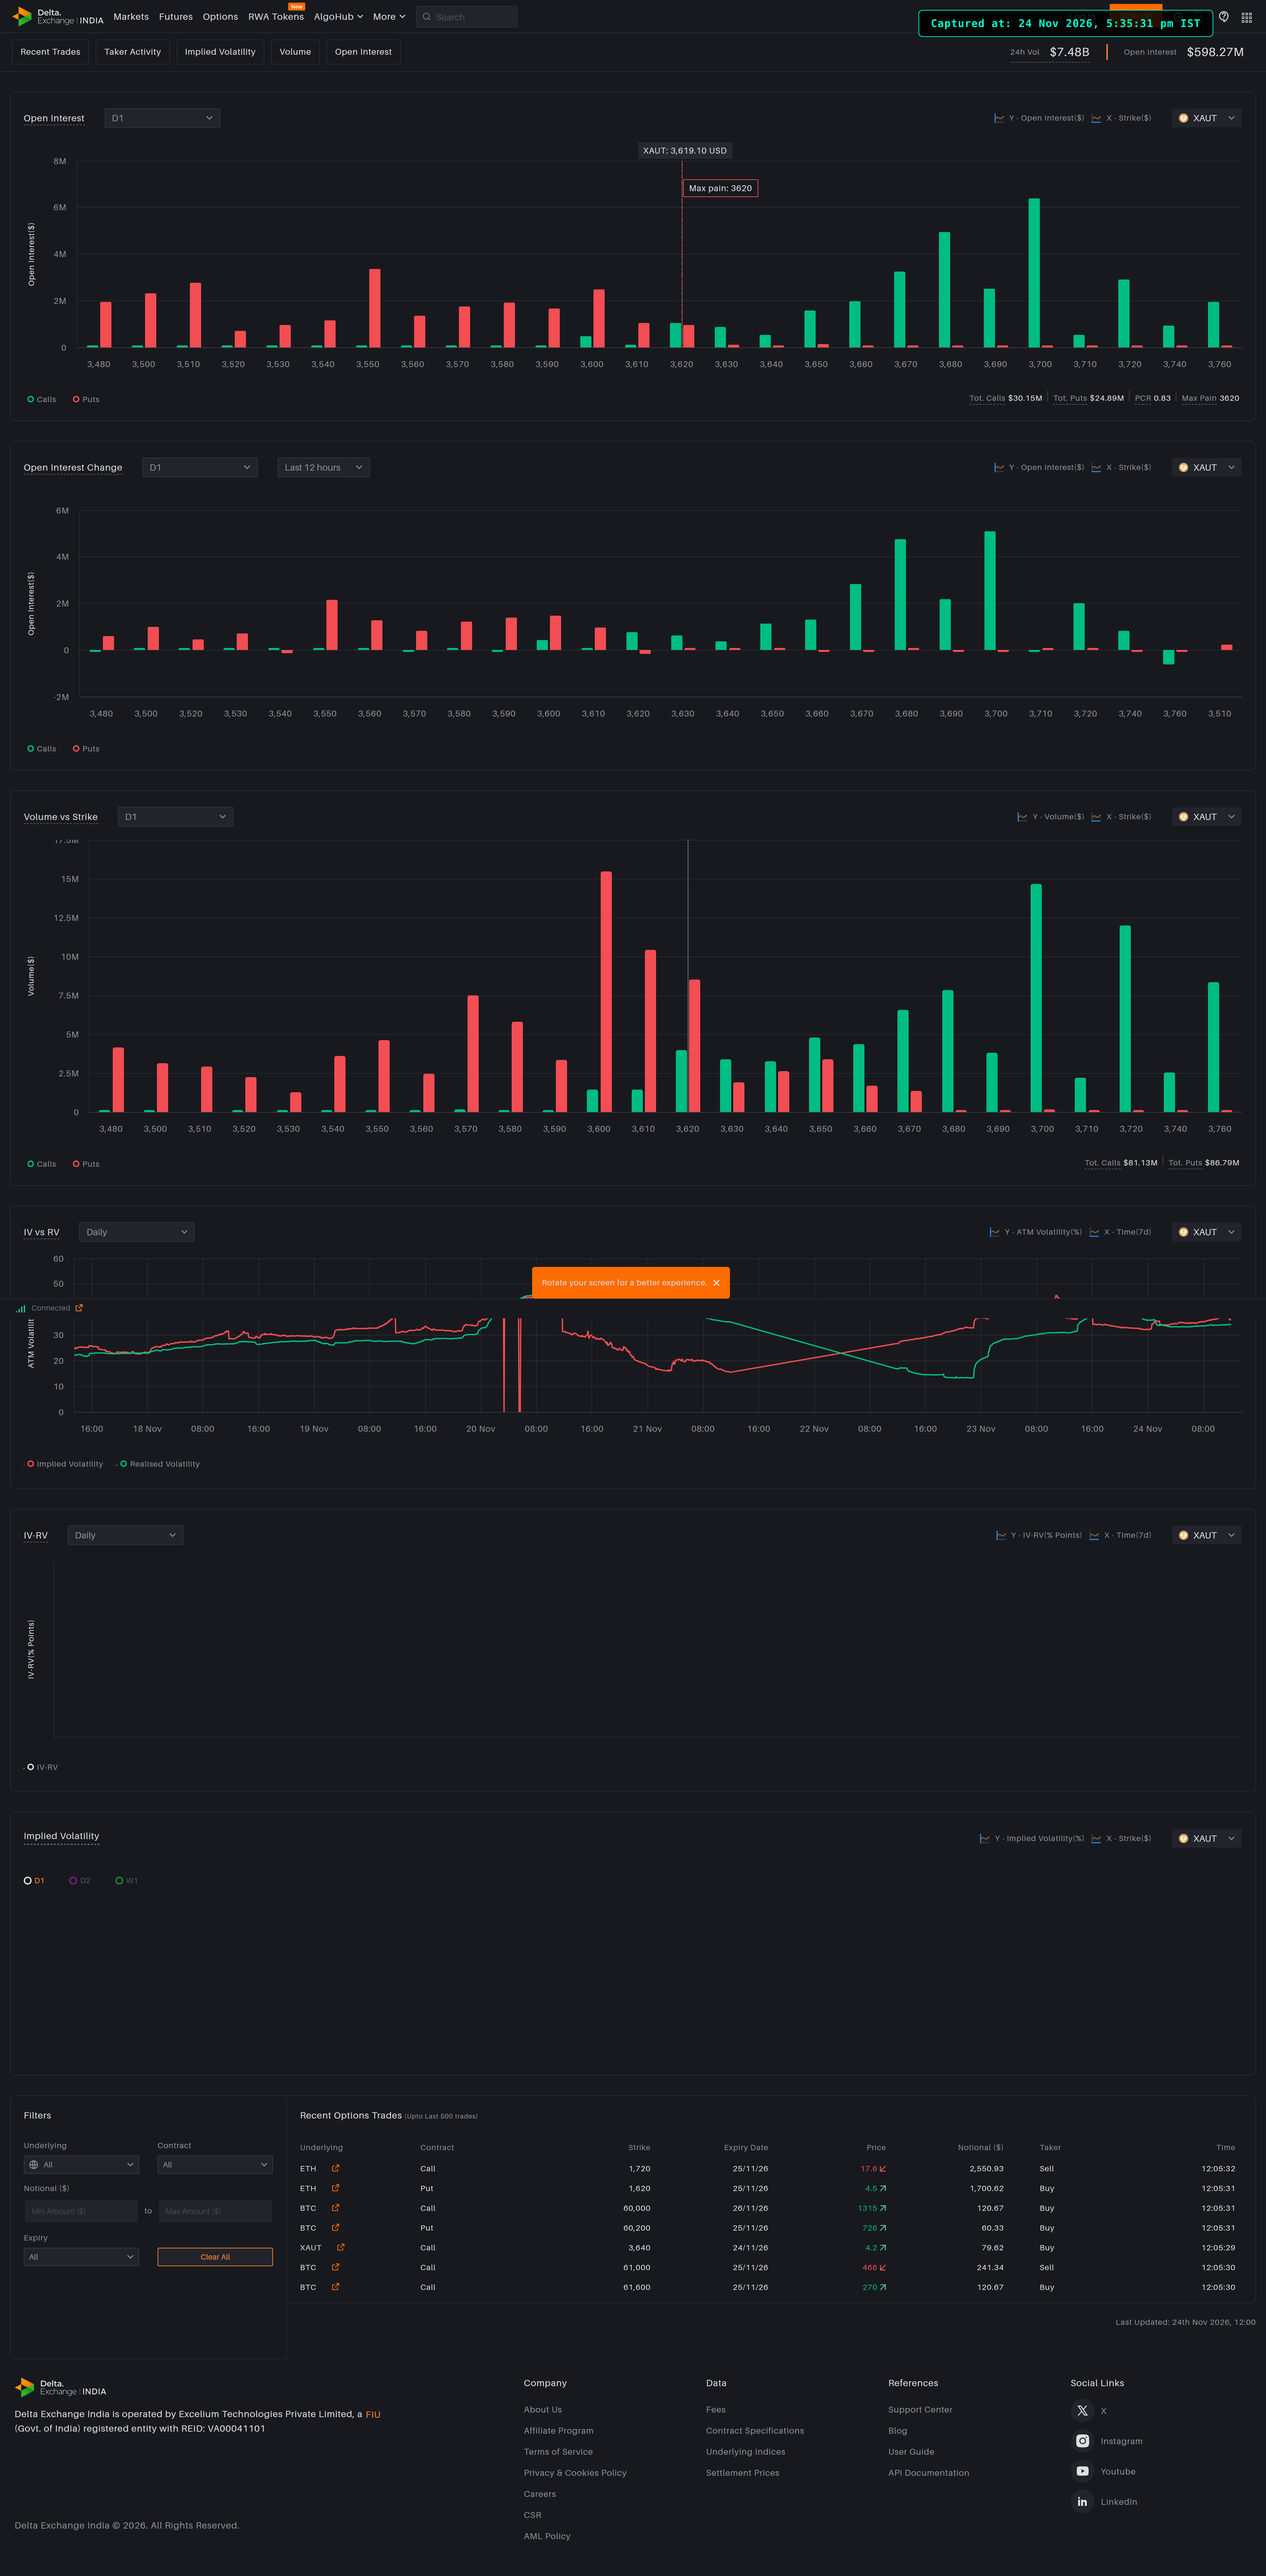 Delta. Exchange | INDIA Markets Futures Options RWA Tokens New AlgoHub More Search
Captured at: 24 Nov 2026, 5:35:31 pm IST
Recent Trades Taker Activity Implied Volatility Volume Open Interest 24h Vol $7.48B Open Interest $598.27M
Open Interest D1 Y - Open Interest($) X - Strike($) XAUT
XAUT: 3,619.10 USD
Max pain: 3620
8M
6M
4M
2M
0
Open Interest($)
3,480 3,500 3,510 3,520 3,530 3,540 3,550 3,560 3,570 3,580 3,590 3,600 3,610 3,620 3,630 3,640 3,650 3,660 3,670 3,680 3,690 3,700 3,710 3,720 3,740 3,760
Calls Puts Tot. Calls $30.15M Tot. Puts $24.89M PCR 0.83 Max Pain 3620
Open Interest Change D1 Last 12 hours Y - Open Interest($) X - Strike($) XAUT
6M
4M
2M
0
-2M
Open Interest($)
3,480 3,500 3,520 3,530 3,540 3,550 3,560 3,570 3,580 3,590 3,600 3,610 3,620 3,630 3,640 3,650 3,660 3,670 3,680 3,690 3,700 3,710 3,720 3,740 3,760 3,510
Calls Puts
Volume vs Strike D1 Y - Volume($) X - Strike($) XAUT
17.5M
15M
12.5M
10M
7.5M
5M
2.5M
0
Volume($)
3,480 3,500 3,510 3,520 3,530 3,540 3,550 3,560 3,570 3,580 3,590 3,600 3,610 3,620 3,630 3,640 3,650 3,660 3,670 3,680 3,690 3,700 3,710 3,720 3,740 3,760
Calls Puts Tot. Calls $81.13M Tot. Puts $86.79M
IV vs RV Daily Y - ATM Volatility(%) X - Time(7d) XAUT
60
50
Rotate your screen for a better experience.
Connected
30
20
10
0
ATM Volatilit
16:00 18 Nov 08:00 16:00 19 Nov 08:00 16:00 20 Nov 08:00 16:00 21 Nov 08:00 16:00 22 Nov 08:00 16:00 23 Nov 08:00 16:00 24 Nov 08:00
Implied Volatility Realised Volatility
IV-RV Daily Y - IV-RV(% Points) X - Time(7d) XAUT
IV-RV(% Points)
IV-RV
Implied Volatility Y - Implied Volatility(%) X - Strike($) XAUT
D1 D2 W1
Filters
Underlying Contract
All All
Notional ($)
Min Amount ($) to Max Amount ($)
Expiry
All Clear All
Recent Options Trades (Upto Last 500 trades)
Underlying Contract Strike Expiry Date Price Notional ($) Taker Time
ETH Call 1,720 25/11/26 17.6 2,550.93 Sell 12:05:32
ETH Put 1,620 25/11/26 4.5 1,700.62 Buy 12:05:31
BTC Call 60,000 26/11/26 1315 120.67 Buy 12:05:31
BTC Put 60,200 25/11/26 726 60.33 Buy 12:05:31
XAUT Call 3,640 24/11/26 4.2 79.62 Buy 12:05:29
BTC Call 61,000 25/11/26 466 241.34 Sell 12:05:30
BTC Call 61,600 25/11/26 270 120.67 Buy 12:05:30
Last Updated: 24th Nov 2026, 12:00
Delta. Exchange | INDIA
Delta Exchange India is operated by Excelium Technologies Private Limited, a FIU
(Govt. of India) registered entity with REID: VA00041101
Delta Exchange India © 2026. All Rights Reserved.
Company
About Us
Affiliate Program
Terms of Service
Privacy & Cookies Policy
Careers
CSR
AML Policy
Data
Fees
Contract Specifications
Underlying Indices
Settlement Prices
References
Support Center
Blog
User Guide
API Documentation
Social Links
X
Instagram
Youtube
Linkedin